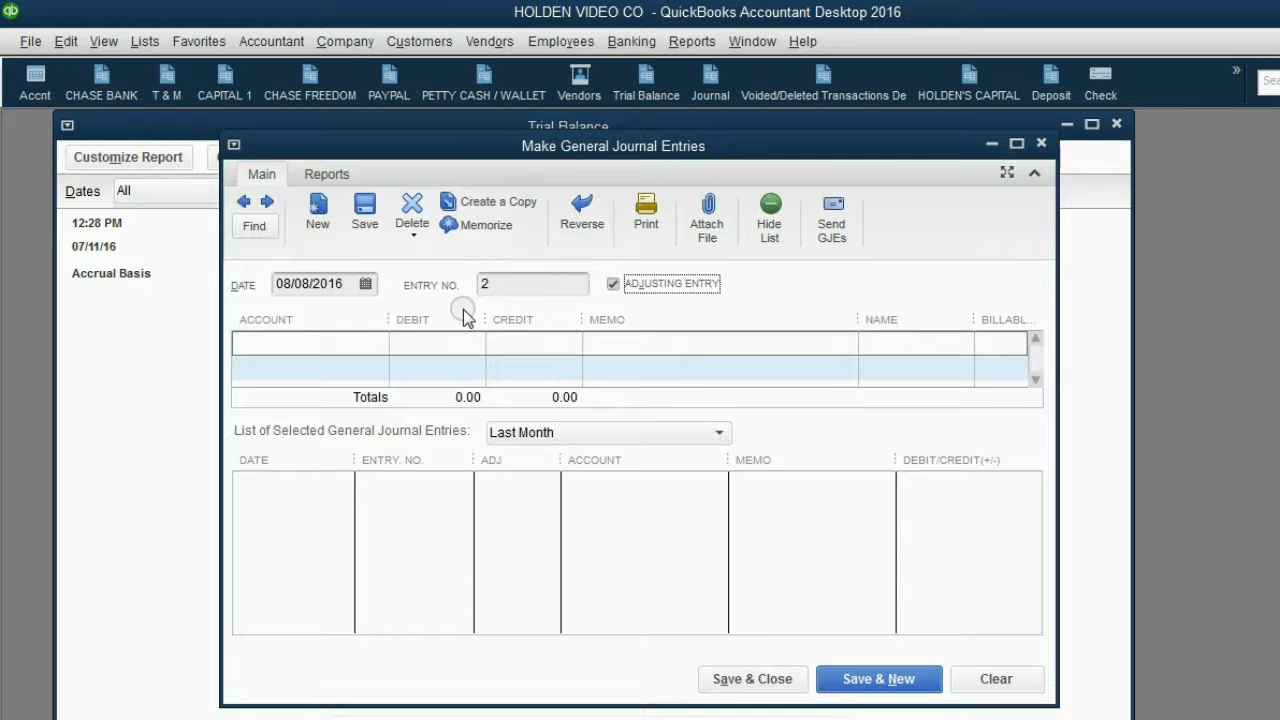 HOLDEN VIDEO CO - QuickBooks Accountant Desktop 2016
File Edit View Lists Favorites Accountant Company Customers Vendors Employees Banking Reports Window Help
Accnt CHASE BANK T & M CAPITAL 1 CHASE FREEDOM PAYPAL PETTY CASH / WALLET Vendors Trial Balance Journal Voided/Deleted Transactions De HOLDEN'S CAPITAL Deposit Check
Trial Balance
Customize Report
Dates All
12:28 PM
07/11/16
Accrual Basis
Make General Journal Entries
Main Reports
Find New Save Delete Create a Copy
Memorize
Reverse Print Attach File Hide List Send GJEs
DATE 08/08/2016 ENTRY NO. 2 ADJUSTING ENTRY
ACCOUNT DEBIT CREDIT MEMO NAME BILLABL...
Totals 0.00 0.00
List of Selected General Journal Entries: Last Month
DATE ENTRY. NO. ADJ ACCOUNT MEMO DEBIT/CREDIT(+/-)
Save & Close Save & New Clear